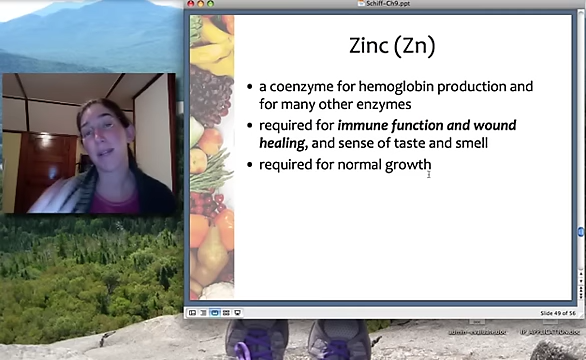 Schiff-Ch9.ppt
Zinc (Zn)
• a coenzyme for hemoglobin production and
for many other enzymes
• required for immune function and wound
healing, and sense of taste and smell
• required for normal growth
Slide 49 of 56